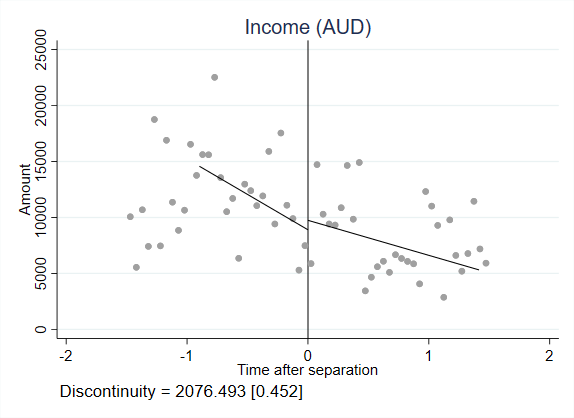 Income (AUD)
25000
20000
15000
10000
5000
0
Amount
-2
-1
0
1
2
Time after separation
Discontinuity = 2076.493 [0.452]